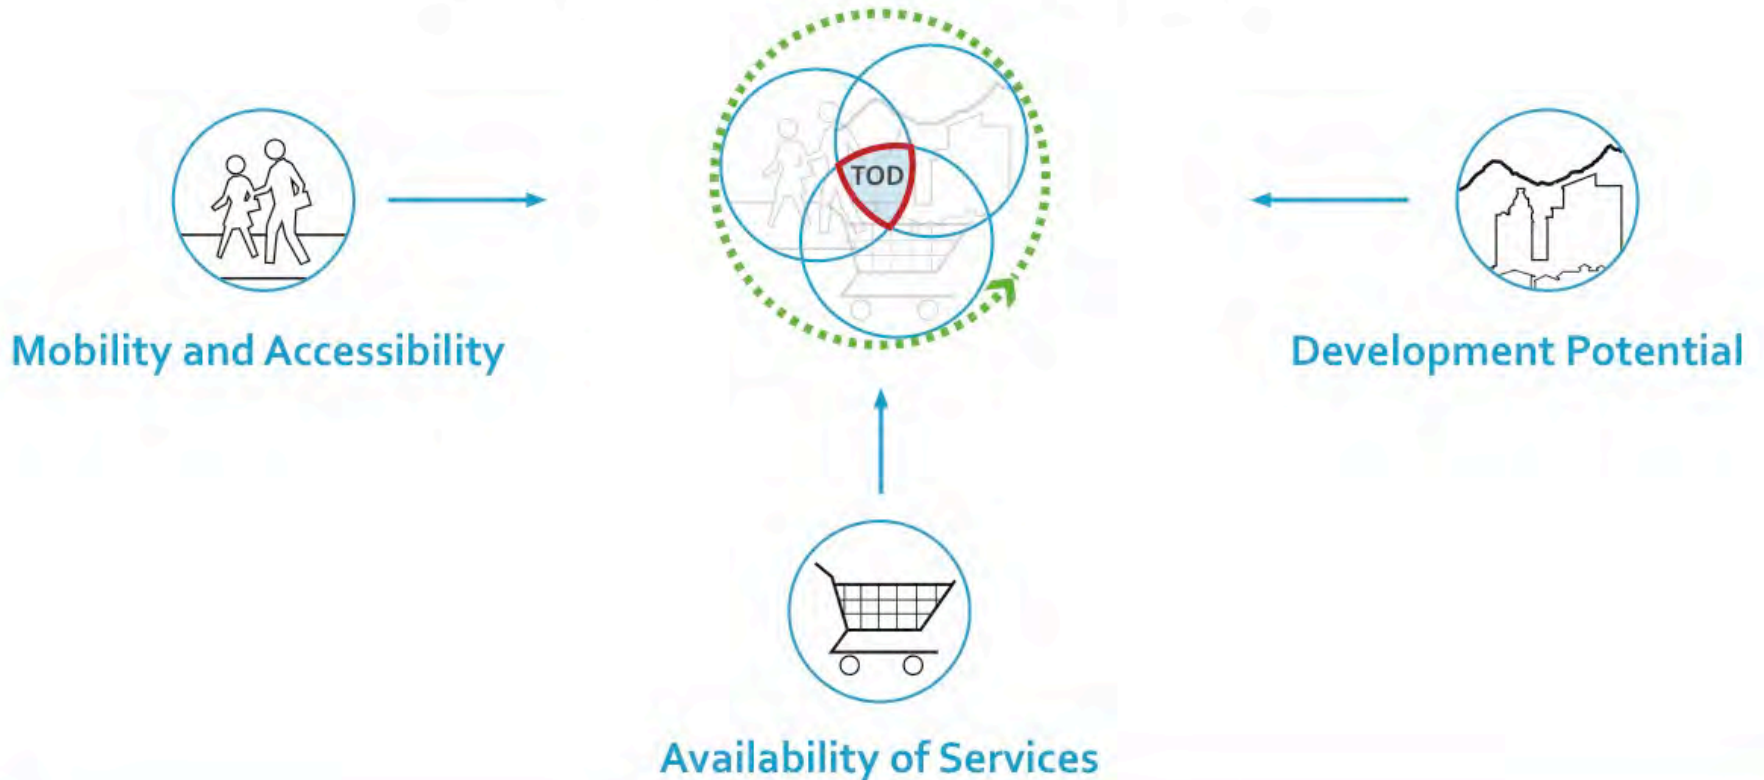 TOD
Mobility and Accessibility
Development Potential
Availability of Services